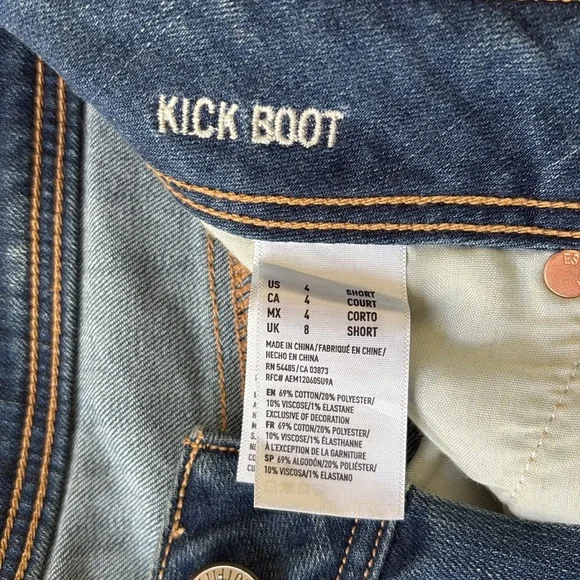 KICK BOOT
US 4 SHORT
CA 4 COURT
MX 4 CORTO
UK 8 SHORT
MADE IN CHINA/FABRIQUÉ EN CHINE/
HECHO EN CHINA
RN 54485/CA 03873
RFC# AEM120605U9A
EN 69% COTTON/20% POLYESTER/
10% VISCOSE/1% ELASTANE
EXCLUSIVE OF DECORATION
FR 69% COTON/20% POLYESTER/
10% VISCOSE/1% ÉLASTHANNE
À L'EXCEPTION DE LA GARNITURE
SP 69% ALGODÓN/20% POLIÉSTER/
10% VISCOSA/1% ELASTANO